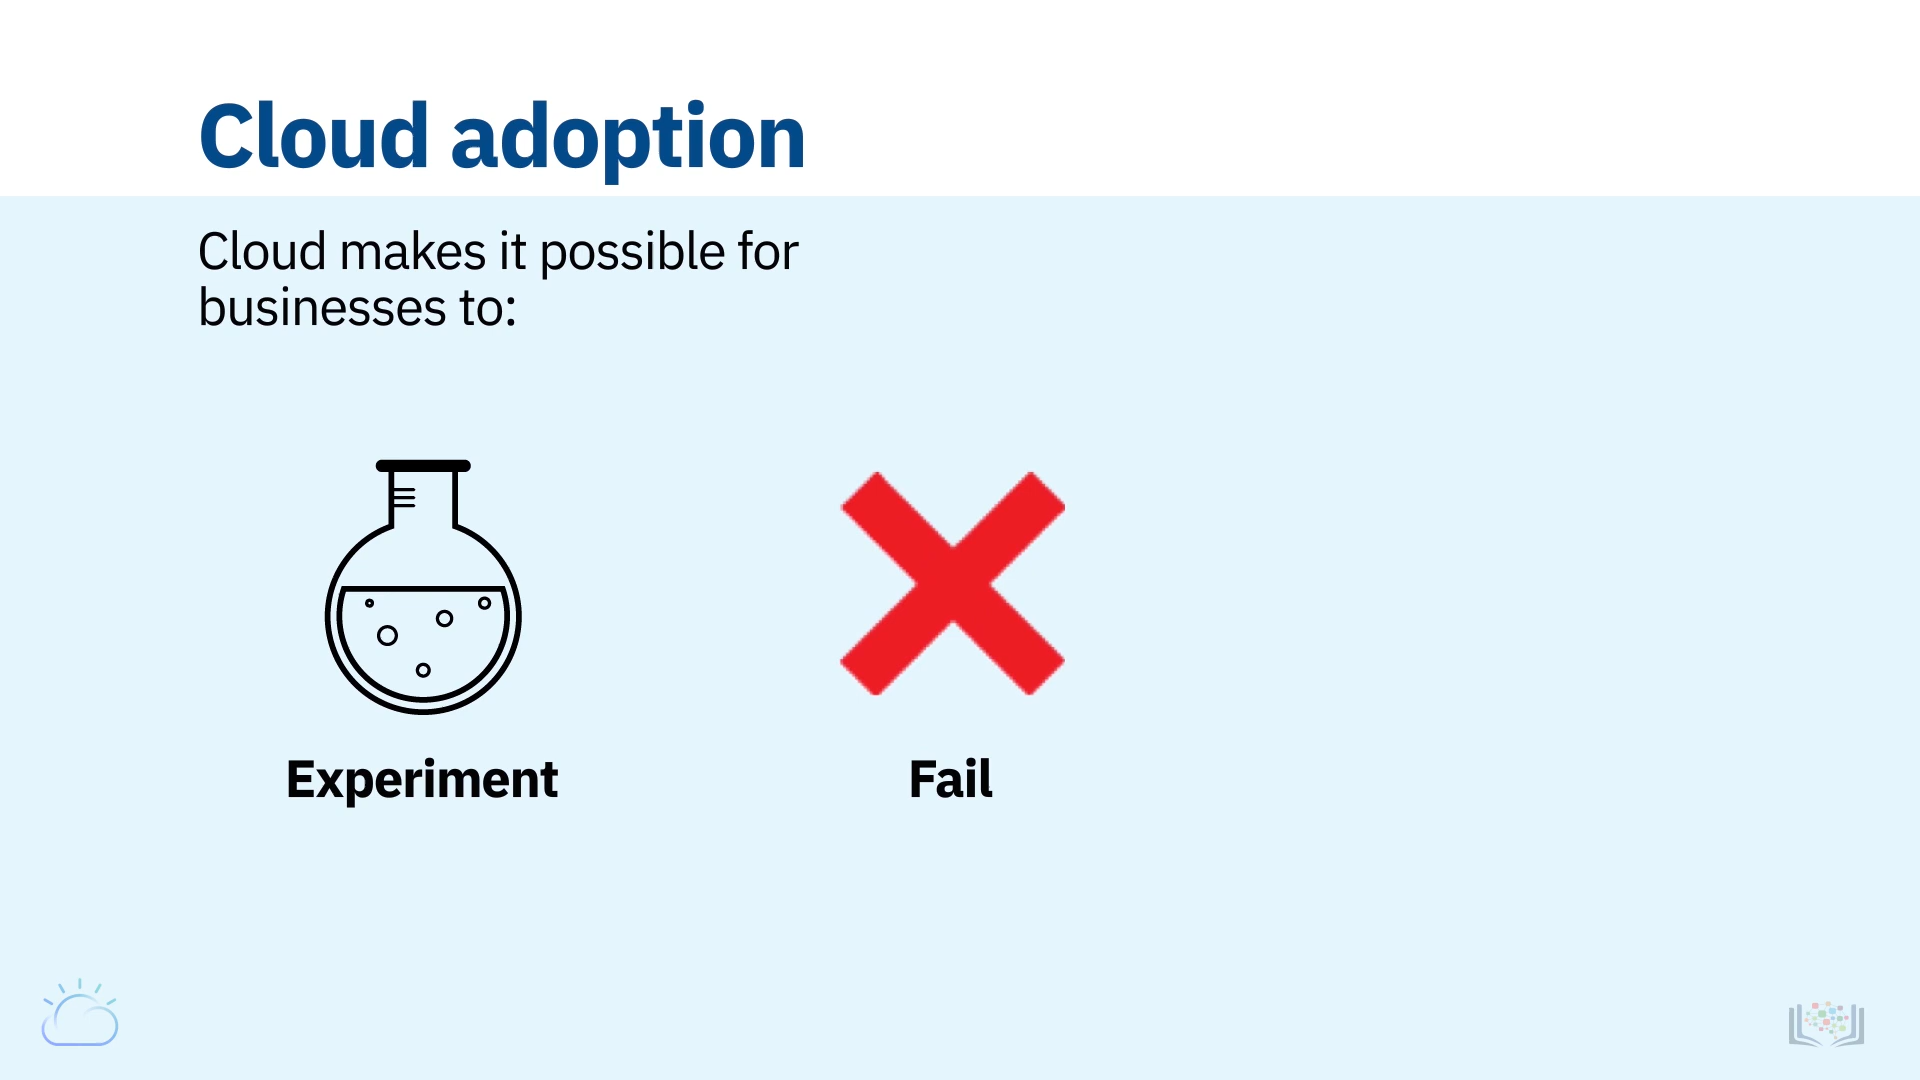 Cloud adoption
Cloud makes it possible for
businesses to:
Experiment
Fail